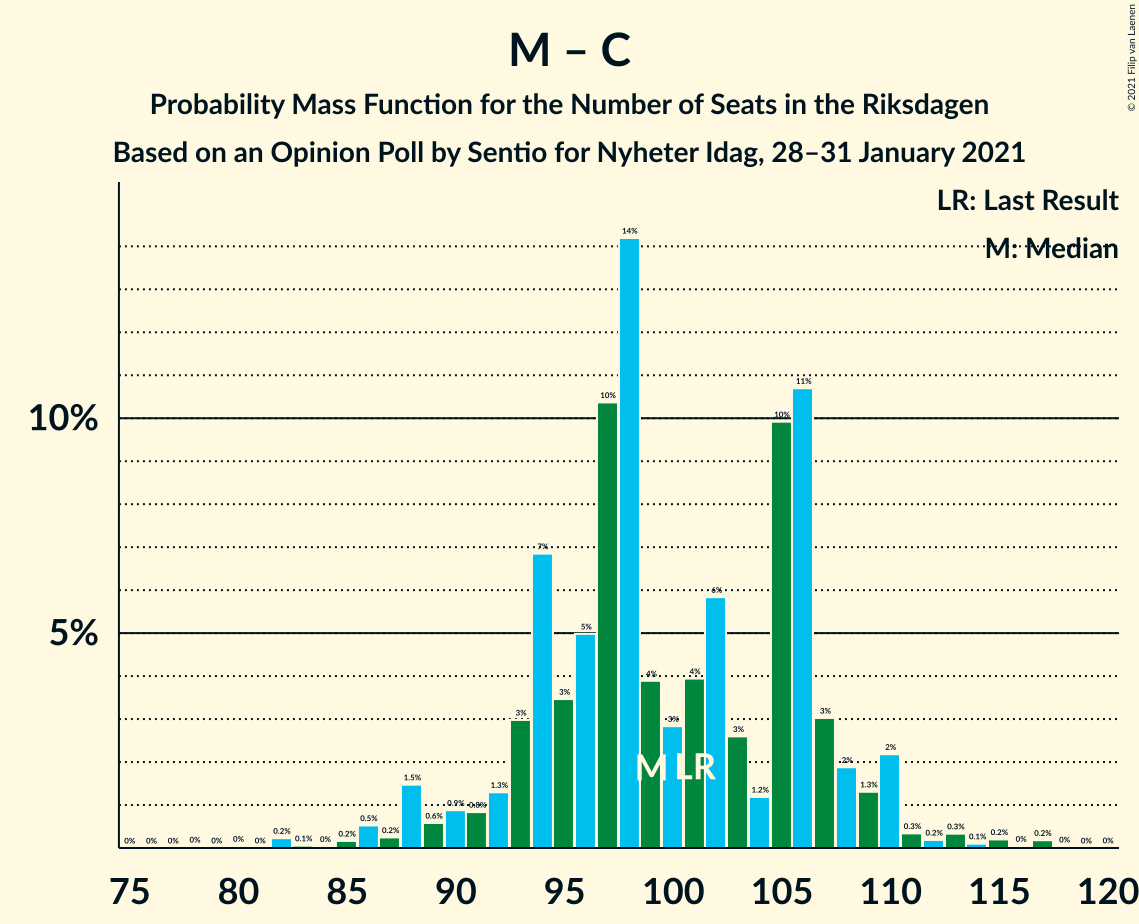 © 2021 Filip van Laenen
M – C
Probability Mass Function for the Number of Seats in the Riksdagen
Based on an Opinion Poll by Sentio for Nyheter Idag, 28–31 January 2021
LR: Last Result
M: Median
10%
5%
0% 0% 0% 0% 0% 0% 0% 0.2% 0.1% 0% 0.2% 0.5% 0.2% 1.5% 0.6% 0.9% 0.8% 1.3% 3% 7% 3% 5% 10% 14% 4% 3% 4% 6% 3% 1.2% 10% 11% 3% 2% 1.3% 2% 0.3% 0.2% 0.3% 0.1% 0.2% 0% 0.2% 0% 0% 0%
M LR
75 80 85 90 95 100 105 110 115 120